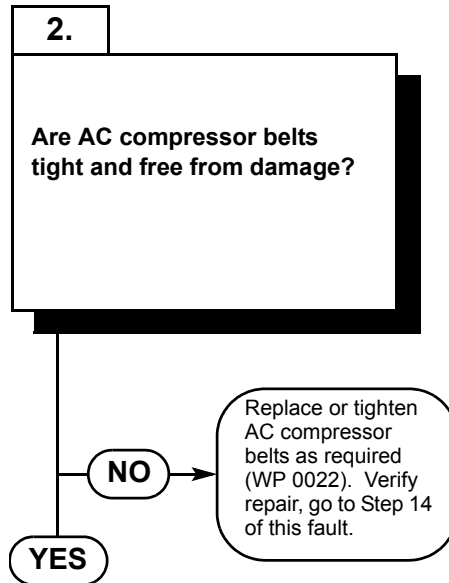 2.
Are AC compressor belts
tight and free from damage?
NO
Replace or tighten
AC compressor
belts as required
(WP 0022).  Verify
repair, go to Step 14
of this fault.
YES